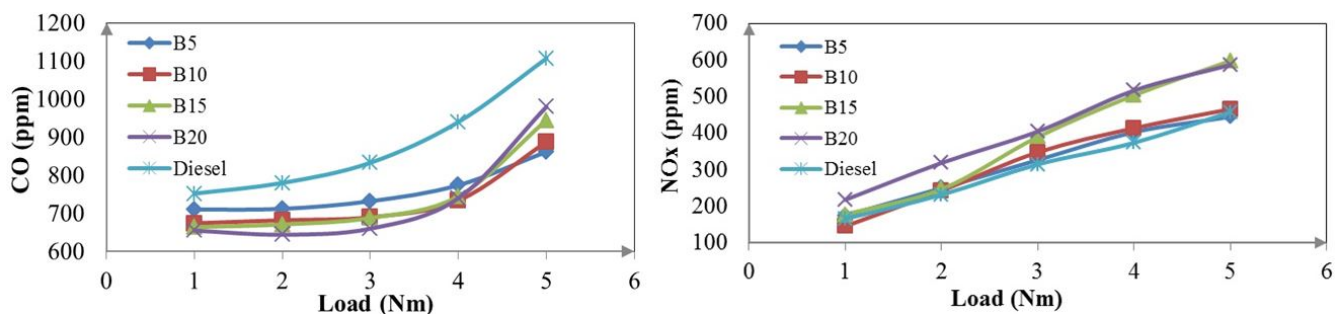 CO (ppm)
1200
1100
1000
900
800
700
600
B5
B10
B15
B20
Diesel
0 1 2 3 4 5 6
Load (Nm)
NOx (ppm)
700
600
500
400
300
200
100
B5
B10
B15
B20
Diesel
0 1 2 3 4 5 6
Load (Nm)